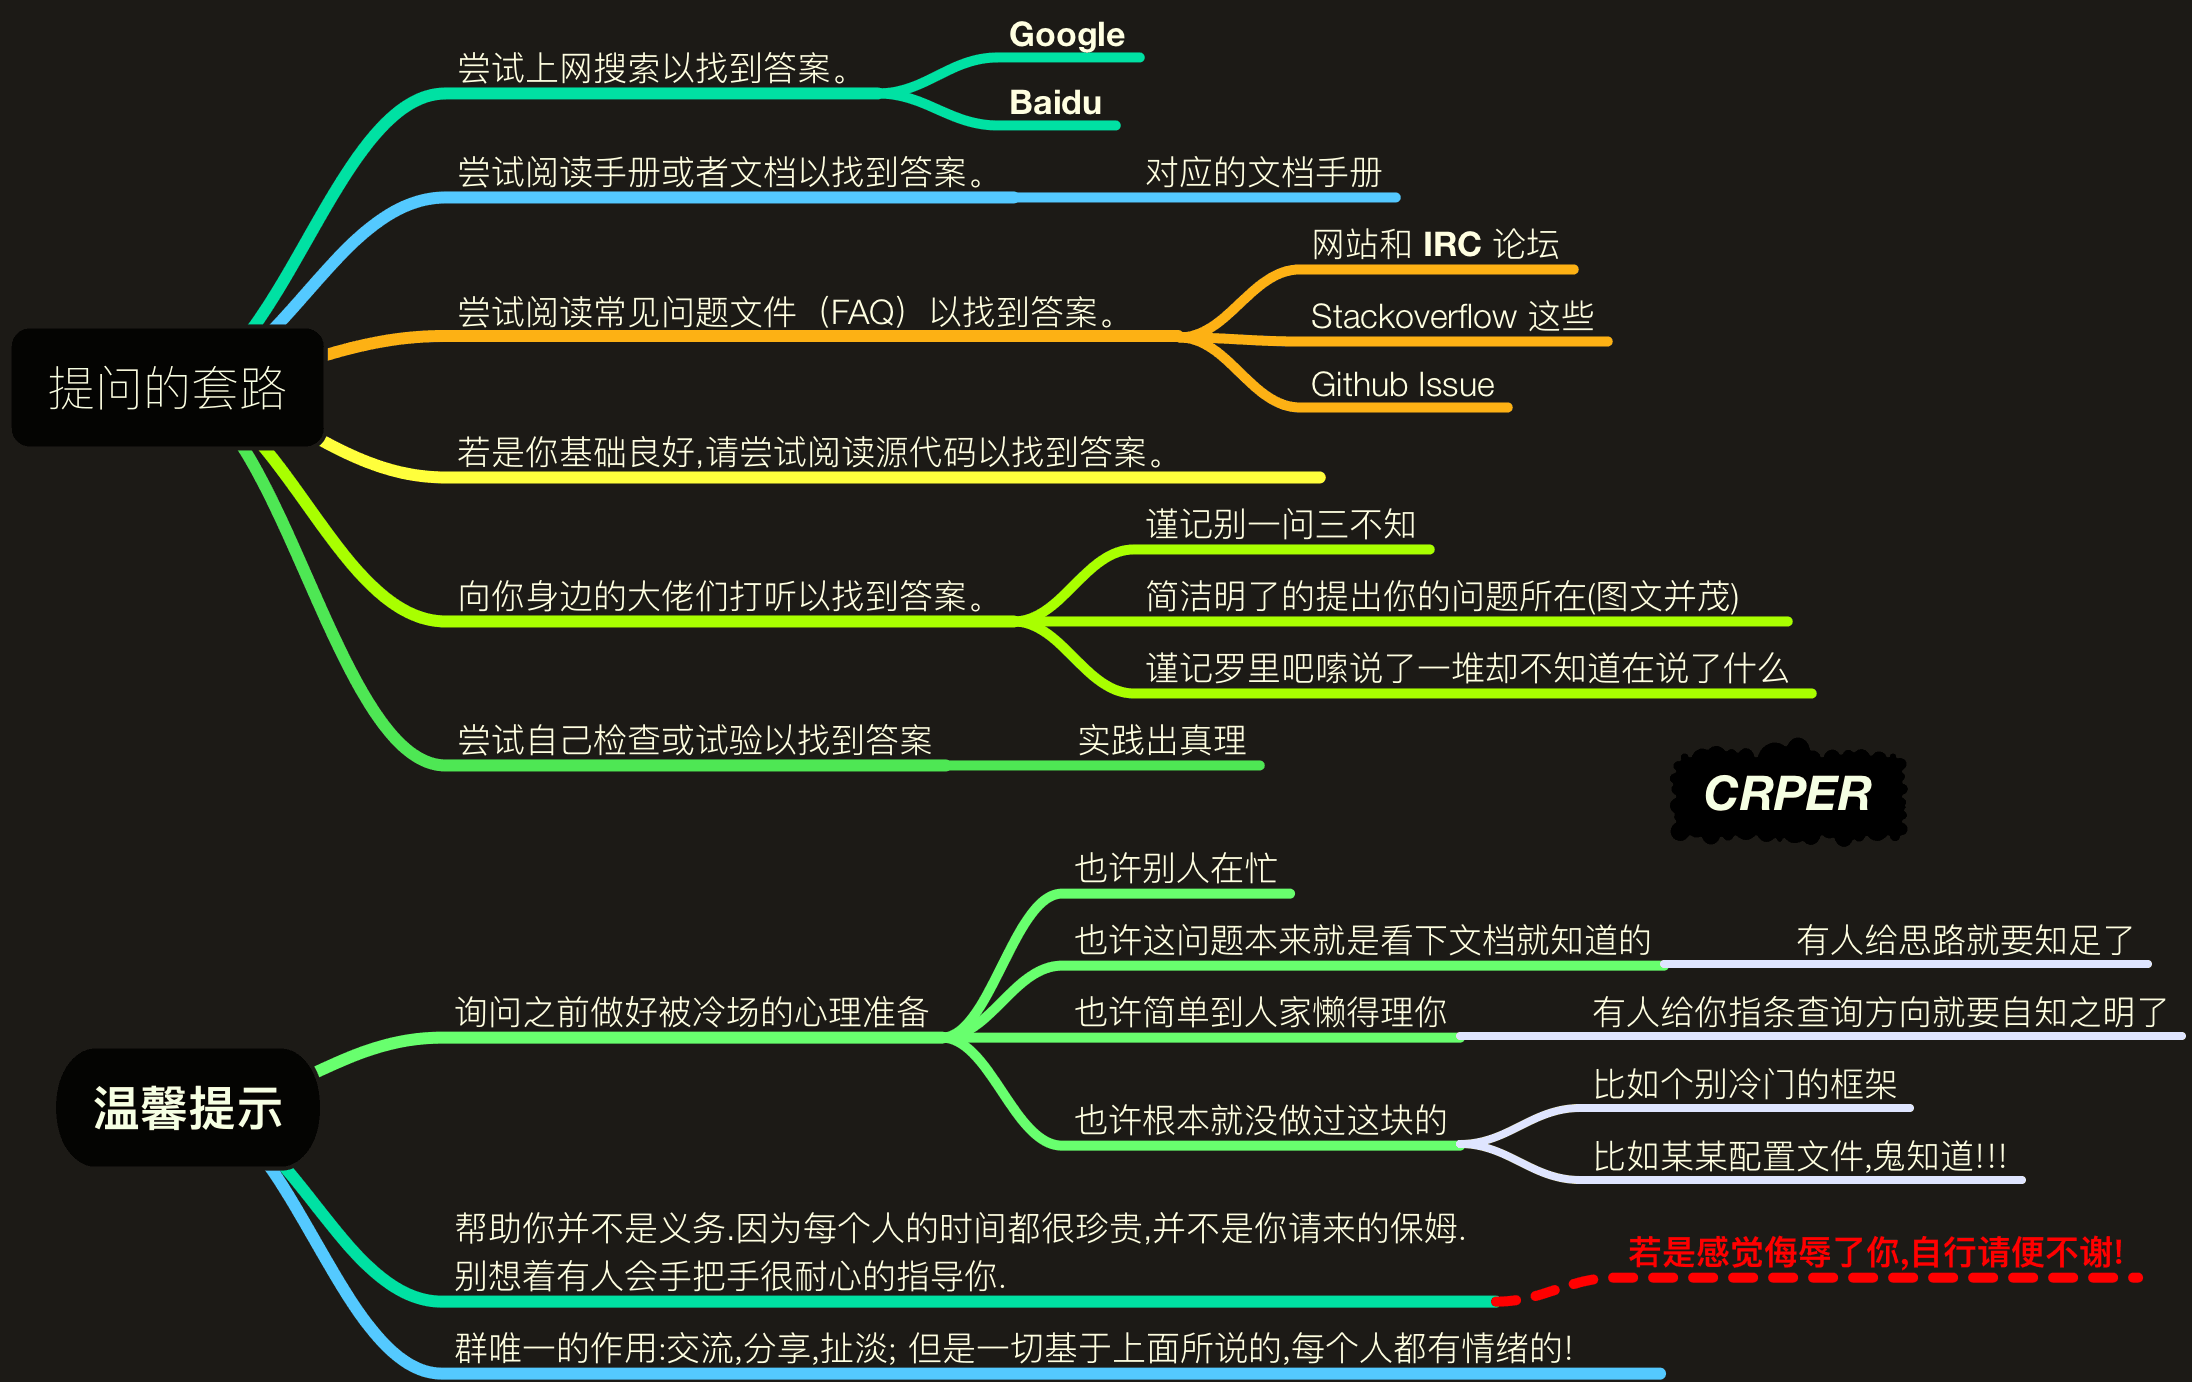 提问的套路
尝试上网搜索以找到答案。
Google
Baidu
尝试阅读手册或者文档以找到答案。
对应的文档手册
尝试阅读常见问题文件（FAQ）以找到答案。
网站和 IRC 论坛
Stackoverflow 这些
Github Issue
若是你基础良好,请尝试阅读源代码以找到答案。
向你身边的大佬们打听以找到答案。
谨记别一问三不知
简洁明了的提出你的问题所在(图文并茂)
谨记罗里吧嗦说了一堆却不知道在说了什么
尝试自己检查或试验以找到答案
实践出真理
CRPER
温馨提示
询问之前做好被冷场的心理准备
也许别人在忙
也许这问题本来就是看下文档就知道的
有人给思路就要知足了
也许简单到人家懒得理你
有人给你指条查询方向就要自知之明了
也许根本就没做过这块的
比如个别冷门的框架
比如某某配置文件,鬼知道!!!
帮助你并不是义务.因为每个人的时间都很珍贵,并不是你请来的保姆.
别想着有人会手把手很耐心的指导你.
若是感觉侮辱了你,自行请便不谢!
群唯一的作用:交流,分享,扯淡; 但是一切基于上面所说的,每个人都有情绪的!